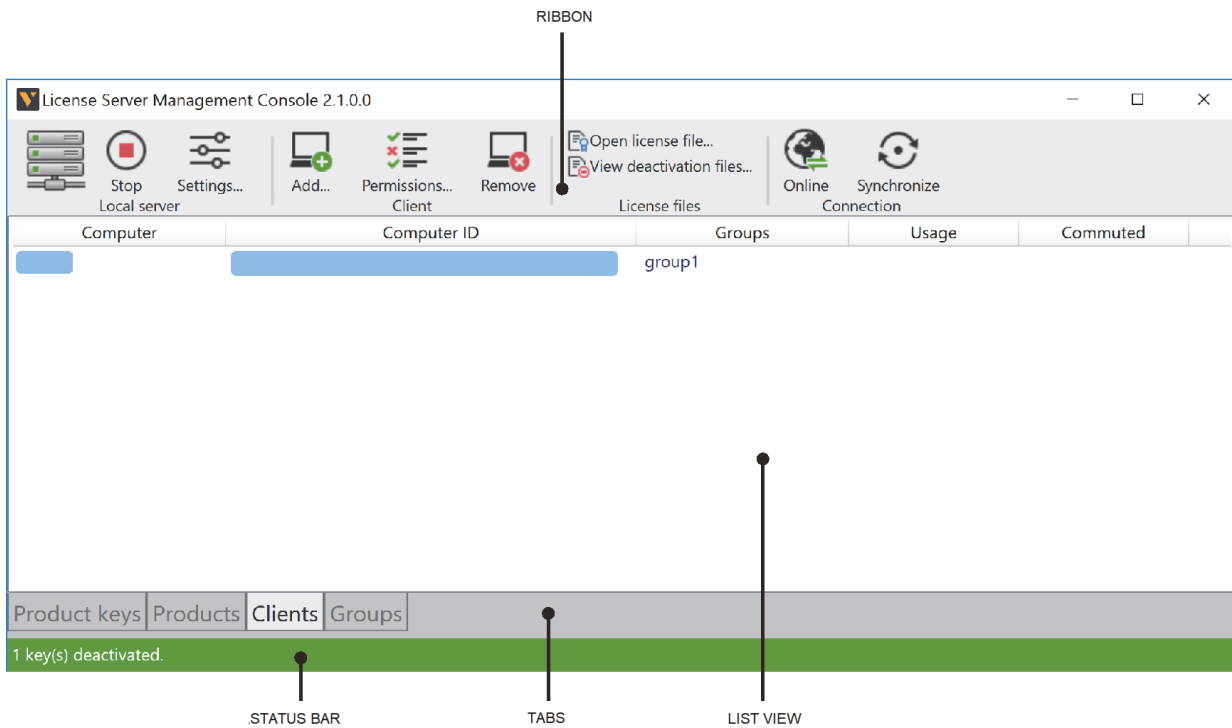 RIBBON
License Server Management Console 2.1.0.0
Open license file...
View deactivation files...
Stop Settings... Add... Permissions... Remove Online Synchronize
Local server Client License files Connection
Computer Computer ID Groups Usage Commuted
group1
Product keys Products Clients Groups
1 key(s) deactivated.
STATUS BAR TABS LIST VIEW